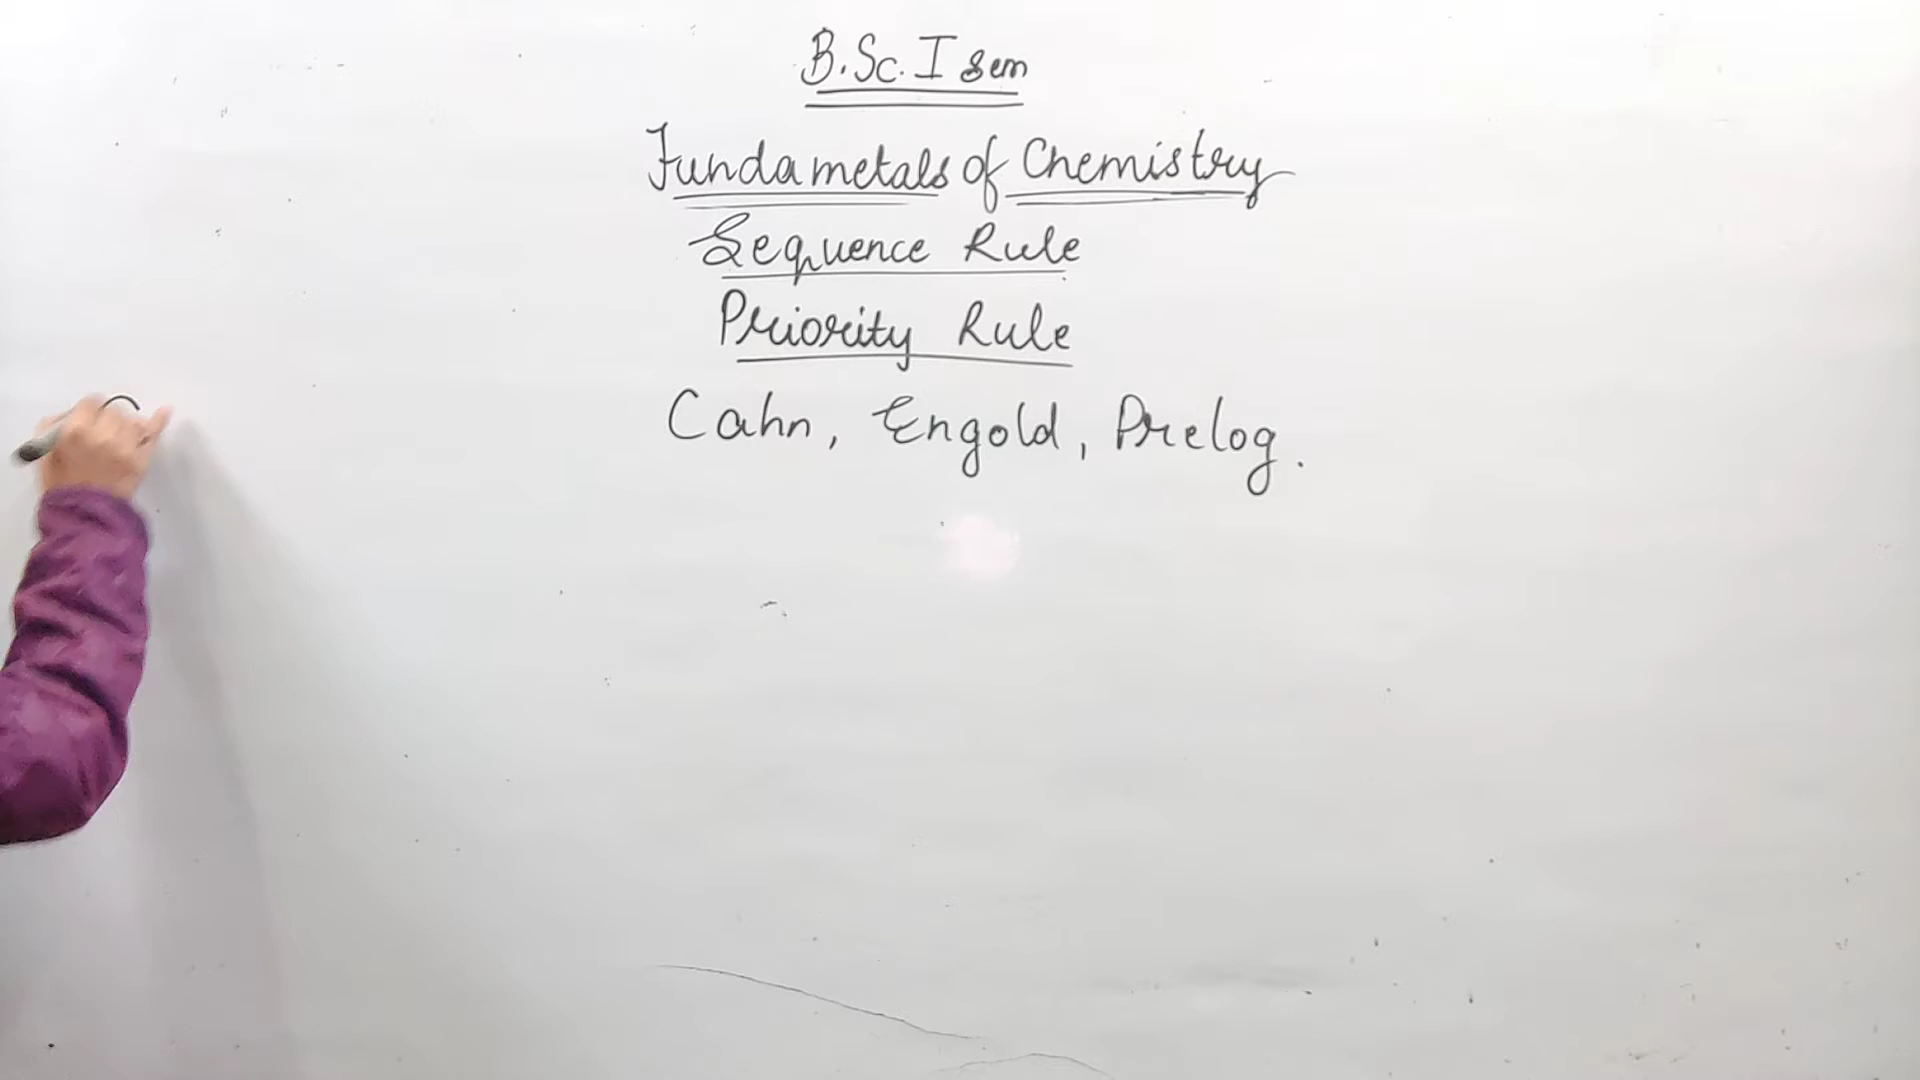 B.Sc. I sem
Fundametals of Chemistry
Sequence Rule
Priority Rule
Cahn, Engold, Prelog.